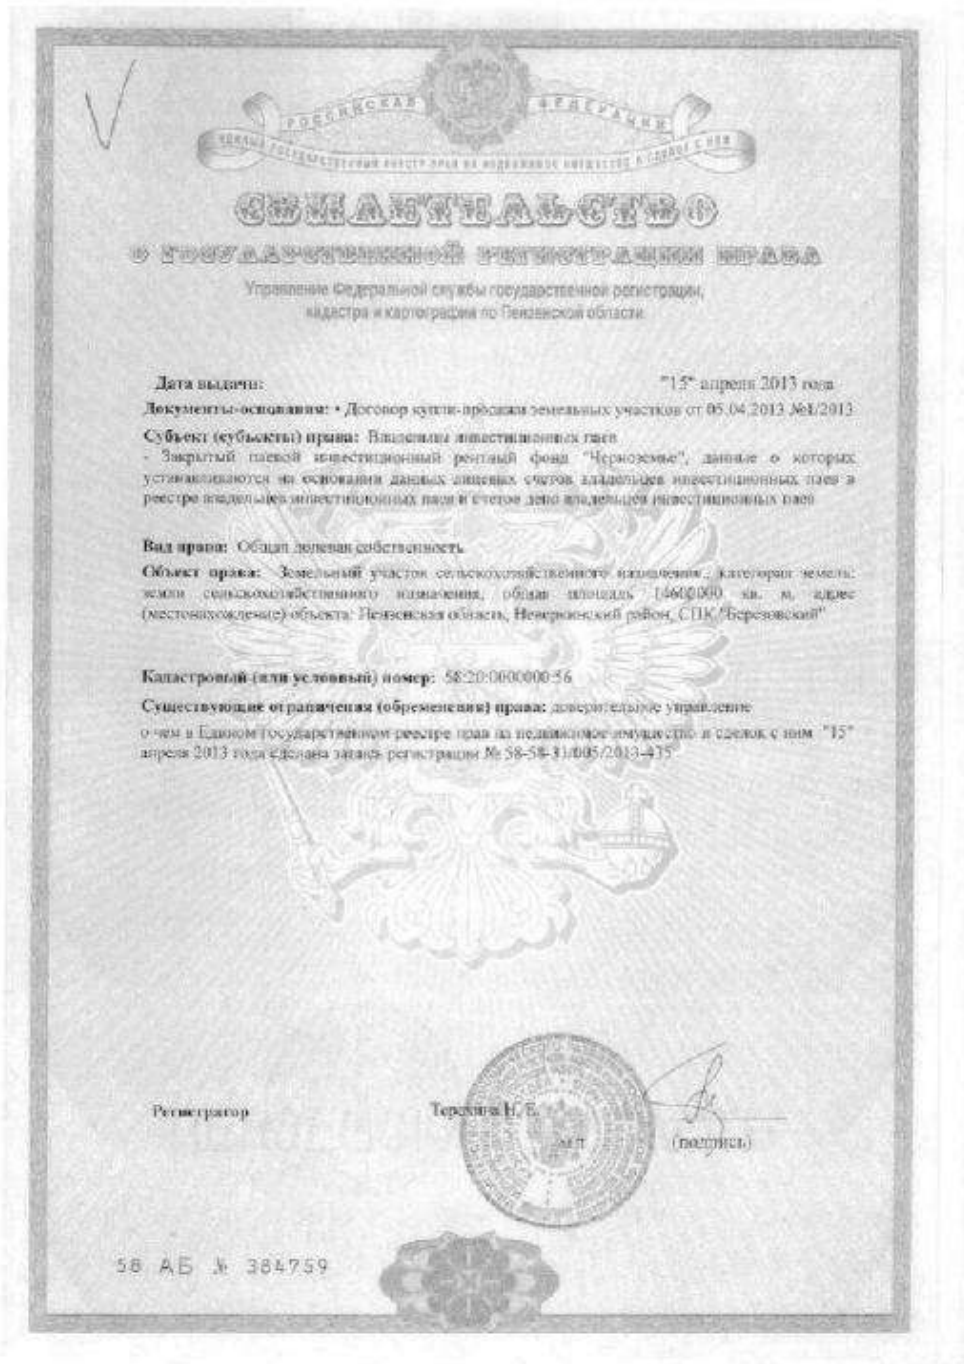 РОССИЙСКАЯ ФЕДЕРАЦИЯ
ЕДИНЫЙ ГОСУДАРСТВЕННЫЙ РЕЕСТР ПРАВ НА НЕДВИЖИМОЕ ИМУЩЕСТВО И СДЕЛОК С НИМ
СВИДЕТЕЛЬСТВО
О ГОСУДАРСТВЕННОЙ РЕГИСТРАЦИИ ПРАВА
Управление Федеральной службы государственной регистрации,
кадастра и картографии по Пензенской области
Дата выдачи: "15" апреля 2013 года
Документы-основания: • Договор купли-продажи земельных участков от 05.04.2013 №1/2013
Субъект (субъекты) права: Владельцы инвестиционных паев
- Закрытый паевой инвестиционный рентный фонд "Черноземье", данные о которых
устанавливаются на основании данных лицевых счетов владельцев инвестиционных паев в
реестре владельцев инвестиционных паев и счетов депо владельцев инвестиционных паев
Вид права: Общая долевая собственность
Объект права: Земельный участок сельскохозяйственного назначения., категория земель:
земли сельскохозяйственного назначения, общая площадь кв. м, адрес
(местонахождение) объекта: Пензенская область, Неверкинский район, СПК "Березовский"
Кадастровый (или условный) номер: 58:20:0000000:56
Существующие ограничения (обременения) права: доверительное управление
о чем в Едином государственном реестре прав на недвижимое имущество и сделок с ним "15"
апреля 2013 года сделана запись регистрации № 58-58-31/005/2013-435
Регистратор Терехина Н. Е.
м.п. (подпись)
58 АБ № 384759